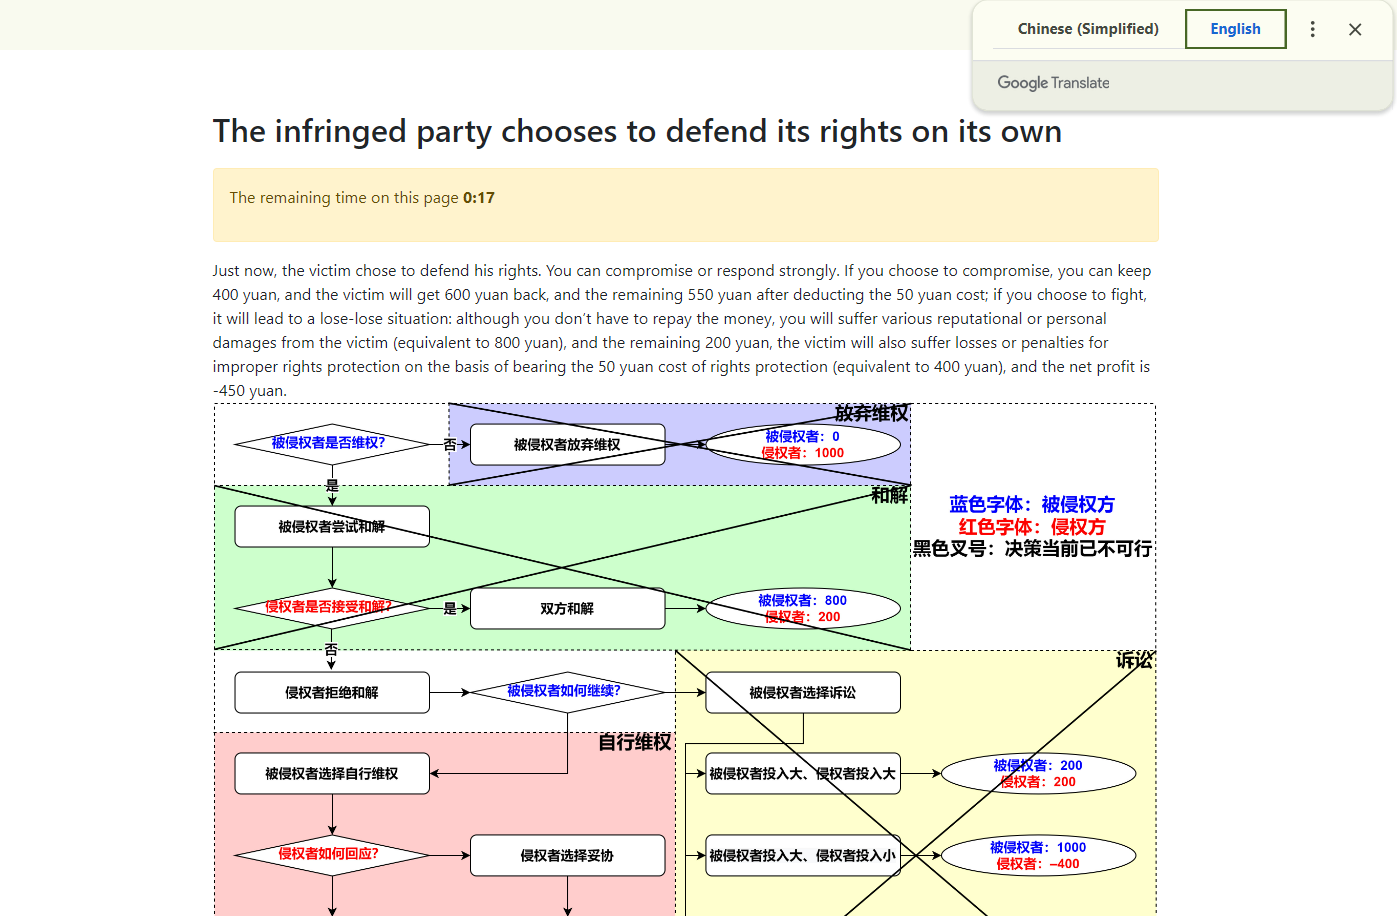 Chinese (Simplified)
English
Google Translate
The infringed party chooses to defend its rights on its own
The remaining time on this page 0:17
Just now, the victim chose to defend his rights. You can compromise or respond strongly. If you choose to compromise, you can keep
400 yuan, and the victim will get 600 yuan back, and the remaining 550 yuan after deducting the 50 yuan cost; if you choose to fight,
it will lead to a lose-lose situation: although you don't have to repay the money, you will suffer various reputational or personal
damages from the victim (equivalent to 800 yuan), and the remaining 200 yuan, the victim will also suffer losses or penalties for
improper rights protection on the basis of bearing the 50 yuan cost of rights protection (equivalent to 400 yuan), and the net profit is
-450 yuan.
放弃维权
被侵权者是否维权?
否
被侵权者放弃维权
被侵权者: 0
侵权者: 1000
是
和解
被侵权者尝试和解
蓝色字体: 被侵权方
红色字体: 侵权方
黑色叉号: 决策当前已不可行
侵权者是否接受和解?
是
双方和解
被侵权者: 800
侵权者: 200
否
诉讼
侵权者拒绝和解
被侵权者如何继续?
被侵权者选择诉讼
自行维权
被侵权者选择自行维权
被侵权者投入大、侵权者投入大
被侵权者: 200
侵权者: 200
侵权者如何回应?
侵权者选择妥协
被侵权者投入大、侵权者投入小
被侵权者: 1000
侵权者: –400